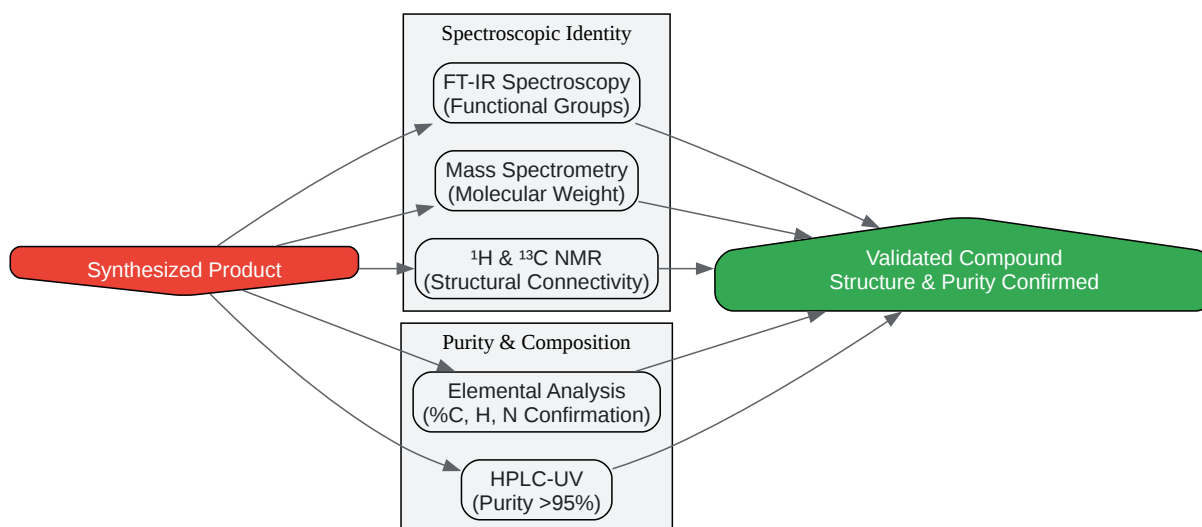 Spectroscopic Identity
FT-IR Spectroscopy
(Functional Groups)
Mass Spectrometry
(Molecular Weight)
¹H & ¹³C NMR
(Structural Connectivity)
Synthesized Product
Validated Compound
Structure & Purity Confirmed
Purity & Composition
Elemental Analysis
(%C, H, N Confirmation)
HPLC-UV
(Purity >95%)